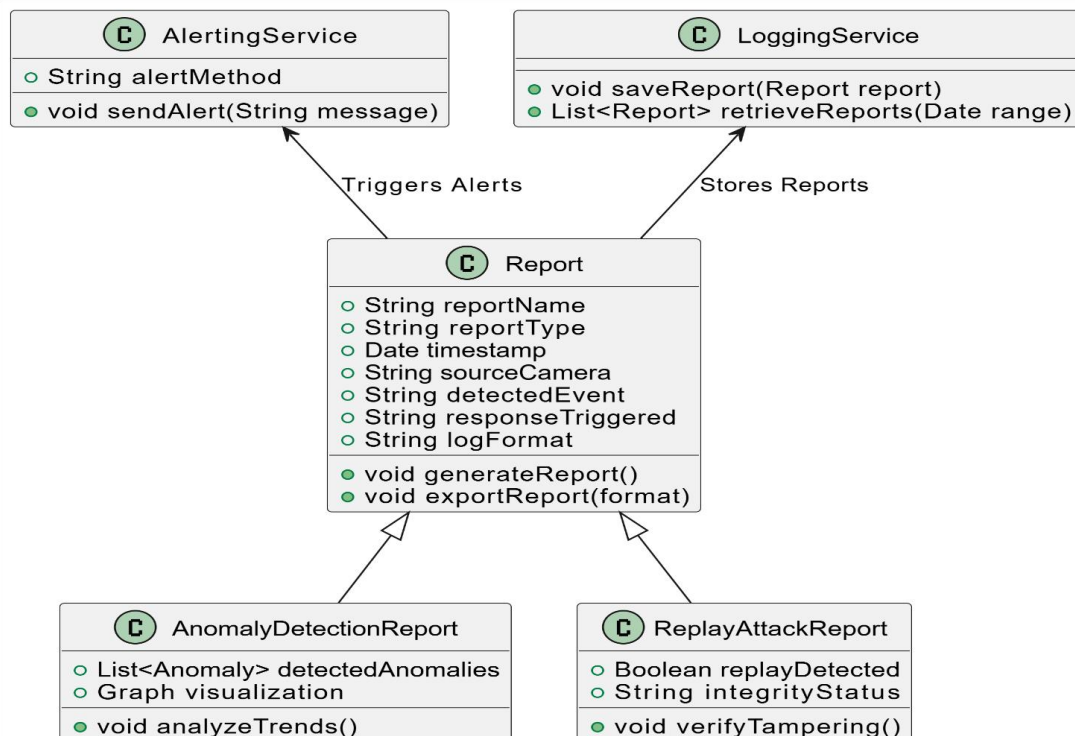 C AlertingService
String alertMethod
void sendAlert(String message)
C LoggingService
void saveReport(Report report)
List<Report> retrieveReports(Date range)
Triggers Alerts
Stores Reports
C Report
String reportName
String reportType
Date timestamp
String sourceCamera
String detectedEvent
String responseTriggered
String logFormat
void generateReport()
void exportReport(format)
C AnomalyDetectionReport
List<Anomaly> detectedAnomalies
Graph visualization
void analyzeTrends()
C ReplayAttackReport
Boolean replayDetected
String integrityStatus
void verifyTampering()